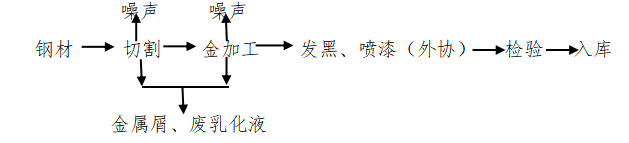 噪声 噪声
钢材 切割 金加工 发黑、喷漆（外协） 检验 入库
金属屑、废乳化液